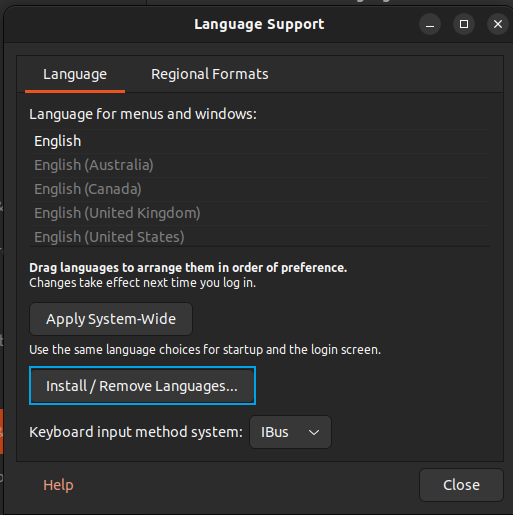 Language Support
Language Regional Formats
Language for menus and windows:
English
English (Australia)
English (Canada)
English (United Kingdom)
English (United States)
Drag languages to arrange them in order of preference.
Changes take effect next time you log in.
Apply System-Wide
Use the same language choices for startup and the login screen.
Install / Remove Languages...
Keyboard input method system: IBus
Help Close